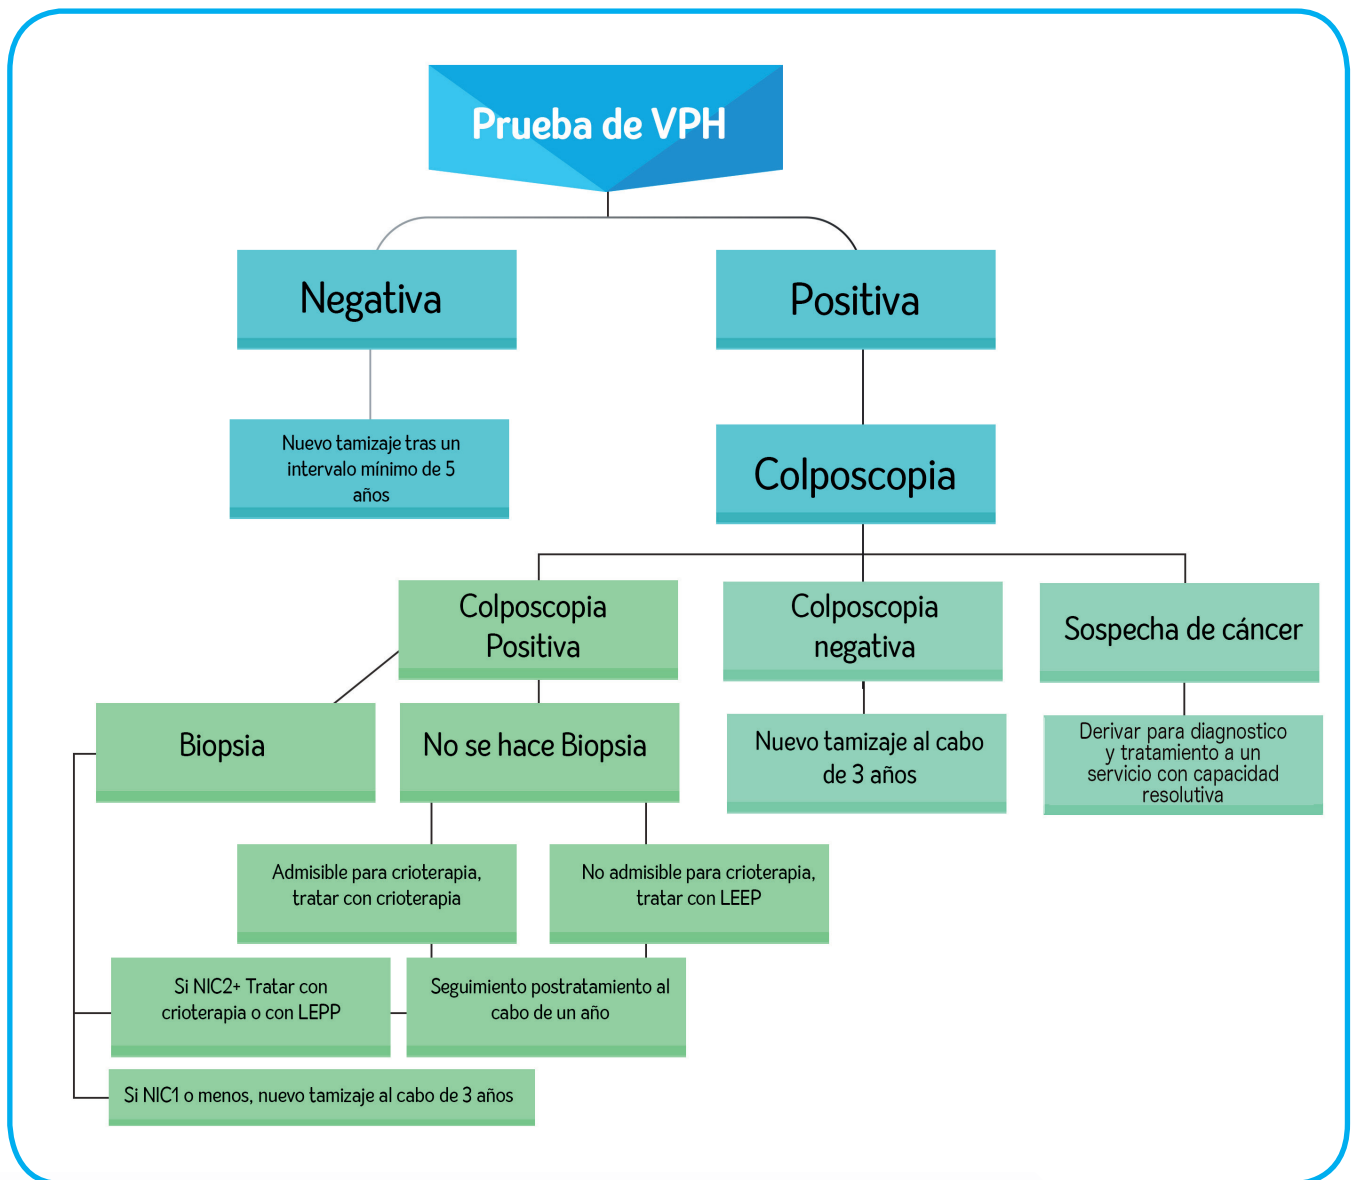 Prueba de VPH
Negativa
Positiva
Nuevo tamizaje tras un
intervalo mínimo de 5
años
Colposcopia
Colposcopia
Positiva
Colposcopia
negativa
Sospecha de cáncer
Biopsia
No se hace Biopsia
Nuevo tamizaje al cabo
de 3 años
Derivar para diagnostico
y tratamiento a un
servicio con capacidad
resolutiva
Admisible para crioterapia,
tratar con crioterapia
No admisible para crioterapia,
tratar con LEEP
Si NIC2+ Tratar con
crioterapia o con LEPP
Seguimiento postratamiento al
cabo de un año
Si NIC1 o menos, nuevo tamizaje al cabo de 3 años